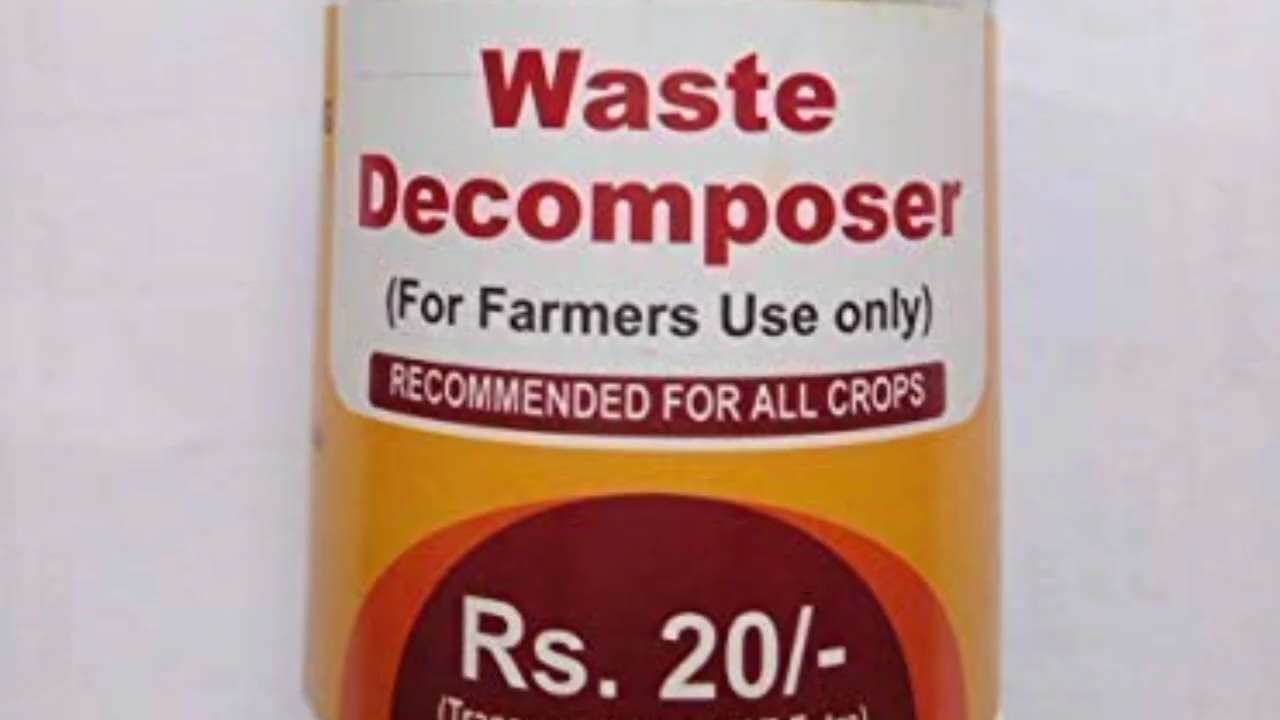 Waste
Decomposer
(For Farmers Use only)
RECOMMENDED FOR ALL CROPS
Rs. 20/-